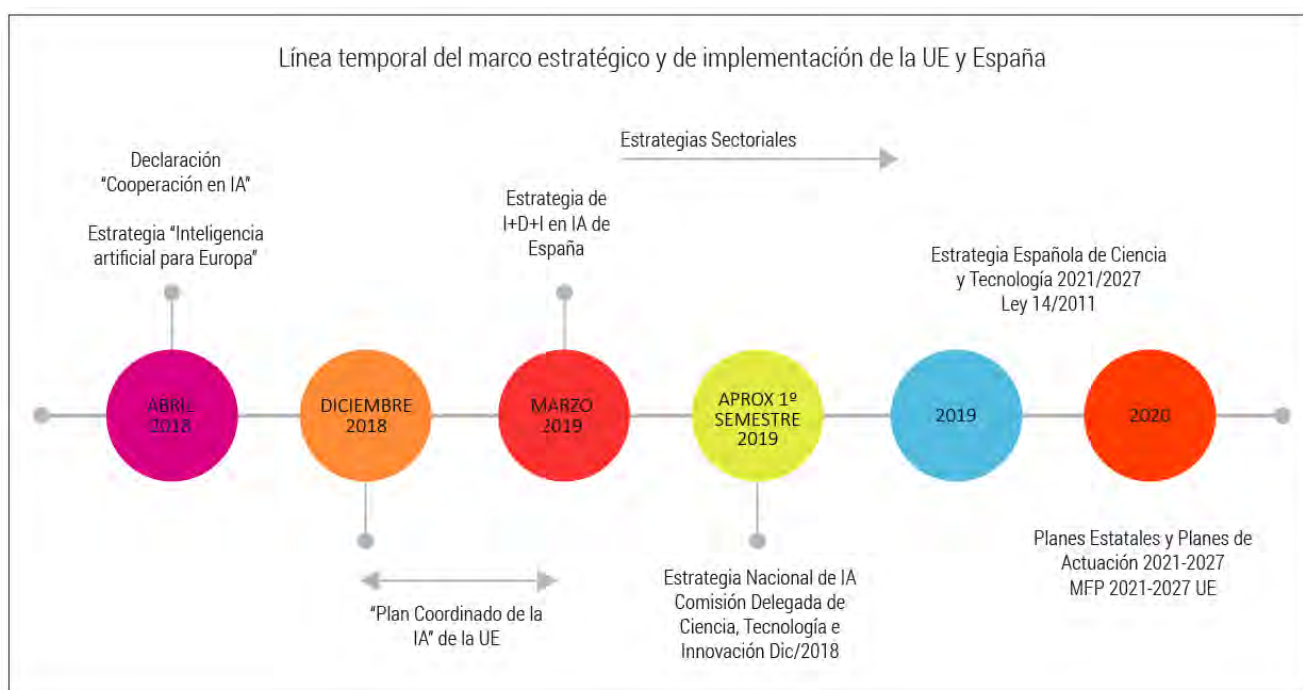 Línea temporal del marco estratégico y de implementación de la UE y España
Estrategias Sectoriales
Declaración
“Cooperación en IA”
Estrategia “Inteligencia
artificial para Europa”
Estrategia de
I+D+I en IA de
España
Estrategia Española de Ciencia
y Tecnología 2021/2027
Ley 14/2011
ABRIL
2018
DICIEMBRE
2018
MARZO
2019
APROX 1º
SEMESTRE
2019
2019
2020
“Plan Coordinado de la
IA” de la UE
Estrategia Nacional de IA
Comisión Delegada de
Ciencia, Tecnología e
Innovación Dic/2018
Planes Estatales y Planes de
Actuación 2021-2027
MFP 2021-2027 UE